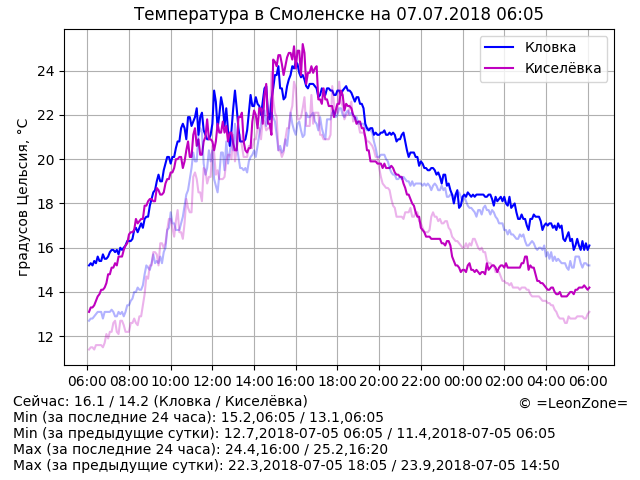 Температура в Смоленске на 07.07.2018 06:05
Кловка
Киселёвка
градусов Цельсия, °C
24
22
20
18
16
14
12
06:00 08:00 10:00 12:00 14:00 16:00 18:00 20:00 22:00 00:00 02:00 04:00 06:00
Сейчас: 16.1 / 14.2 (Кловка / Киселёвка)
© =LeonZone=
Min (за последние 24 часа): 15.2,06:05 / 13.1,06:05
Min (за предыдущие сутки): 12.7,2018-07-05 06:05 / 11.4,2018-07-05 06:05
Max (за последние 24 часа): 24.4,16:00 / 25.2,16:20
Max (за предыдущие сутки): 22.3,2018-07-05 18:05 / 23.9,2018-07-05 14:50